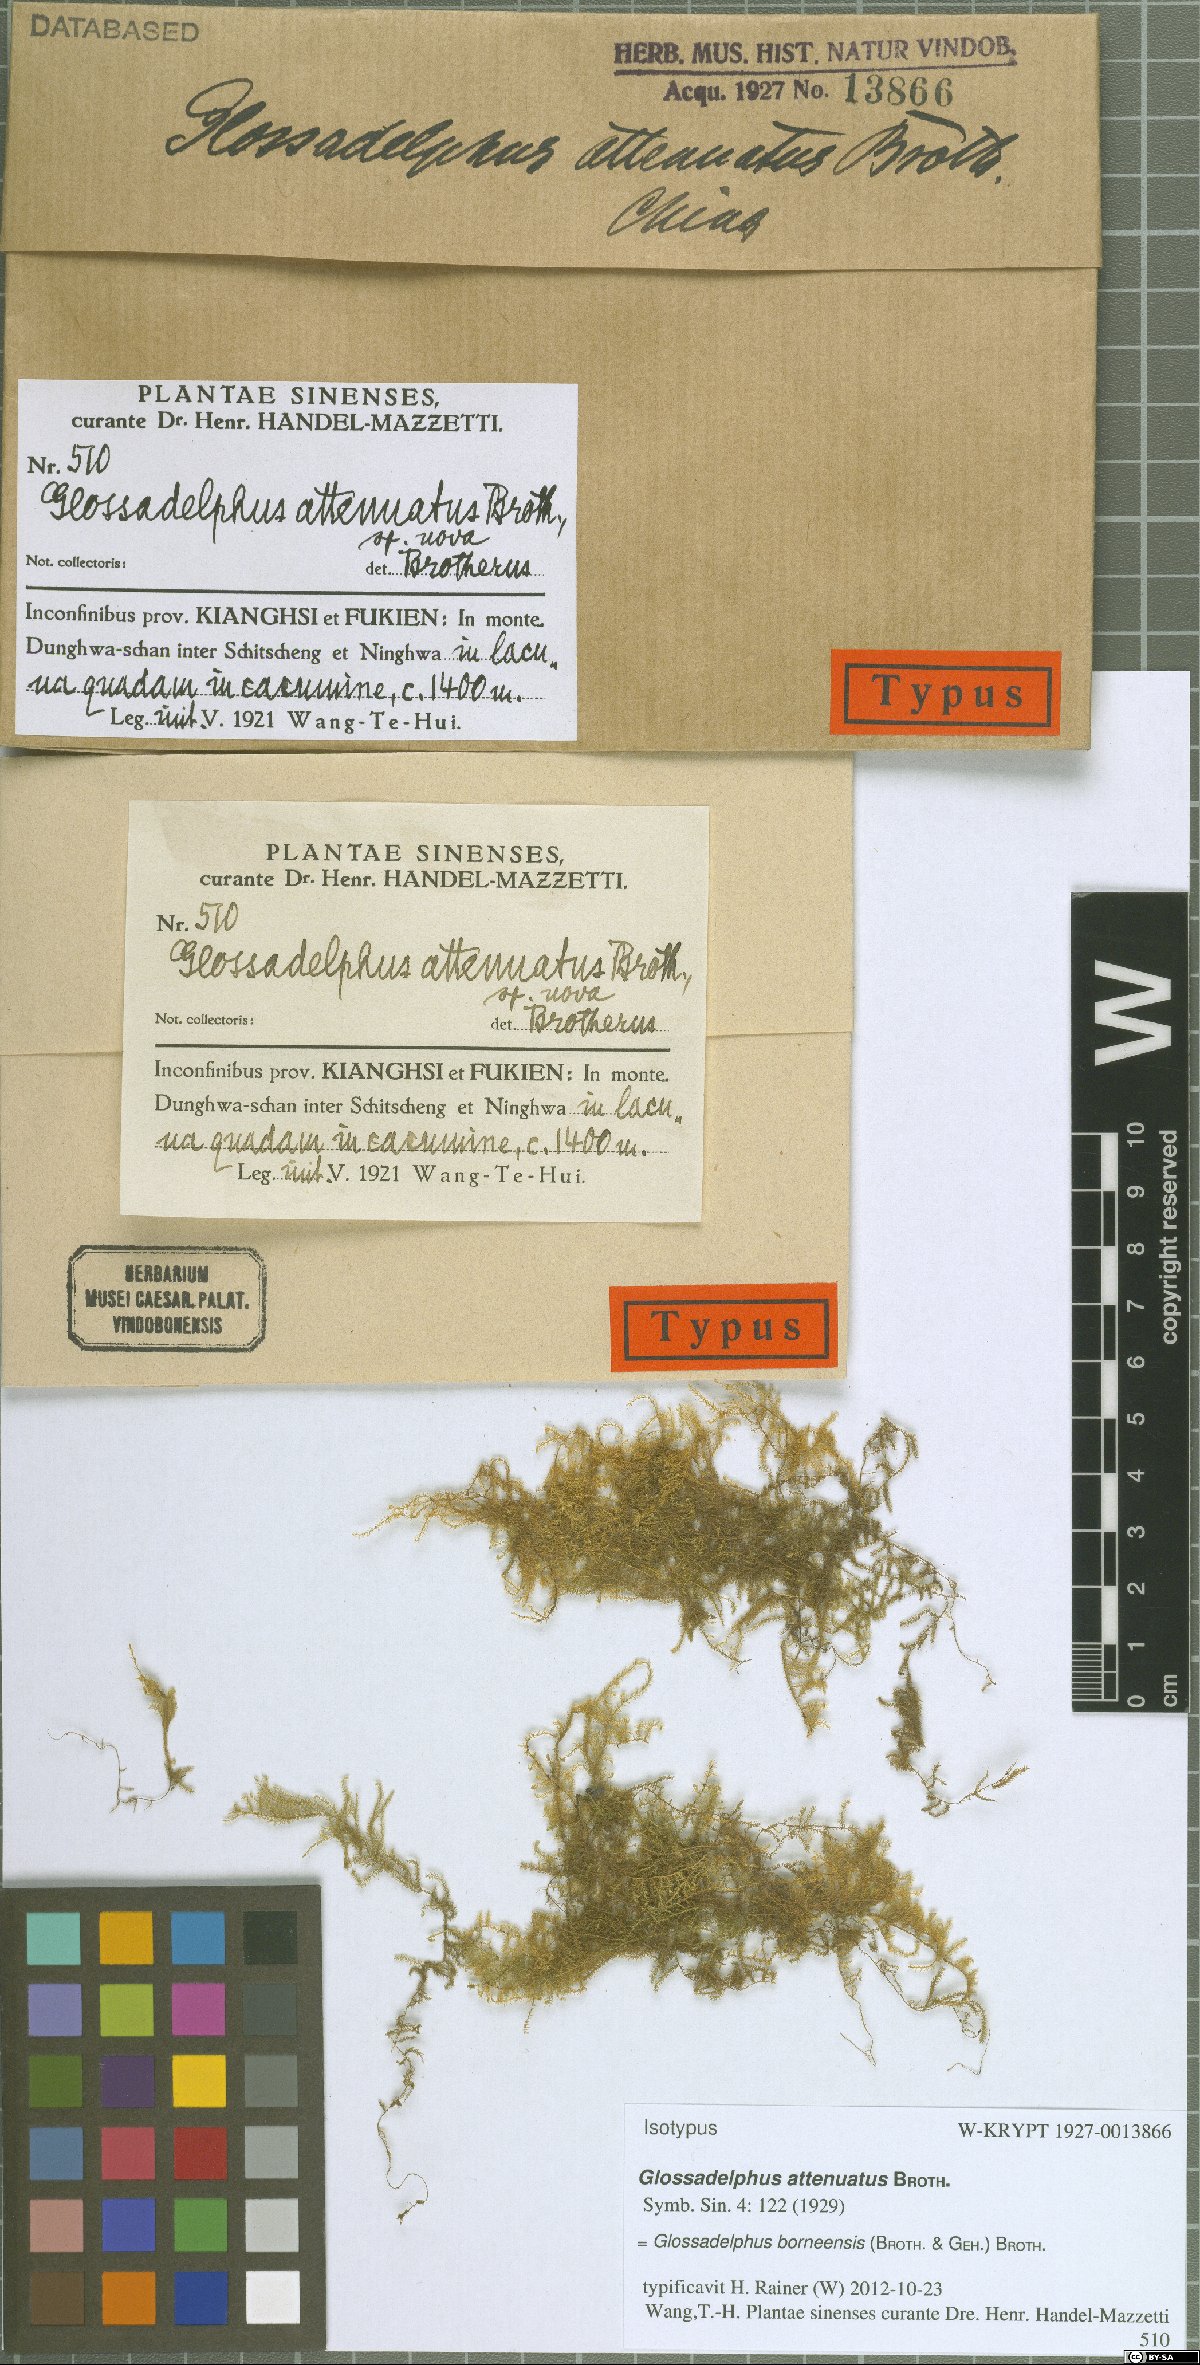 DATABASED
HERB. MUS. HIST. NATUR VINDOB.
Acqu. 1927 No. 13866
Glossadelphus attenuatus Broth.
China
PLANTAE SINENSES,
curante Dr. Henr. HANDEL-MAZZETTI.
Nr. 510
Glossadelphus attenuatus Broth.,
sp. nova
Not. collectoris:
det. Brotherus
Inconfinibus prov. KIANGHSI et FUKIEN: In monte
Dunghwa-schan inter Schitscheng et Ninghwa in lacu„
na quadam in cacumine, c. 1400 m.
Leg. init. V. 1921 Wang-Te-Hui.
Typus
PLANTAE SINENSES,
curante Dr. Henr. HANDEL-MAZZETTI.
Nr. 510
Glossadelphus attenuatus Broth.,
sp. nova
Not. collectoris:
det. Brotherus
Inconfinibus prov. KIANGHSI et FUKIEN: In monte
Dunghwa-schan inter Schitscheng et Ninghwa in lacu„
na quadam in cacumine, c. 1400 m.
Leg. init. V. 1921 Wang-Te-Hui.
HERBARIUM
MUSEI CAESAR. PALAT.
VINDOBONENSIS
Typus
W
0 1 2 3 4 5 6 7 8 9 10
cm copyright reserved
Isotypus W-KRYPT 1927-0013866
Glossadelphus attenuatus BROTH.
Symb. Sin. 4: 122 (1929)
= Glossadelphus borneensis (BROTH. & GEH.) BROTH.
typificavit H. Rainer (W) 2012-10-23
Wang,T.-H. Plantae sinenses curante Dre. Henr. Handel-Mazzetti
510
cc BY-SA